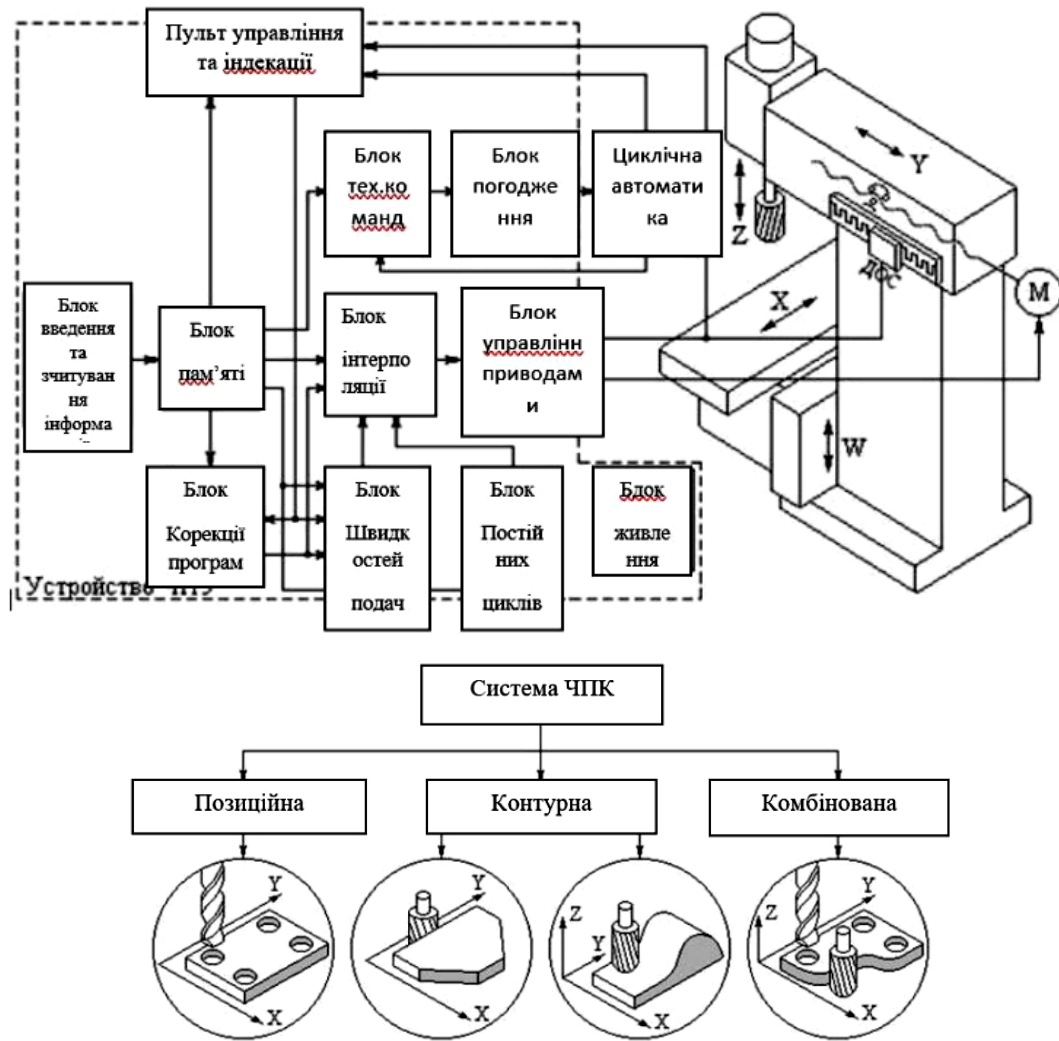 Пульт управління
та індекації
Блок
тех.ко
манд
Блок
погодже
ння
Циклічна
автомати
ка
Y
Z
X
ДФС
М
W
Блок
введення
та
зчитуван
ня
інформа
Блок
пам’яті
Блок
інтерпо
ляції
Блок
управлінн
приводам
и
Блок
Корекції
програм
Блок
Швидк
остей
подач
Блок
Постій
них
циклів
Бдок
живле
ння
Устройство
Система ЧПК
Позиційна
Контурна
Комбінована
Y
X
Y
X
Z
Y
X
Z
Y
X